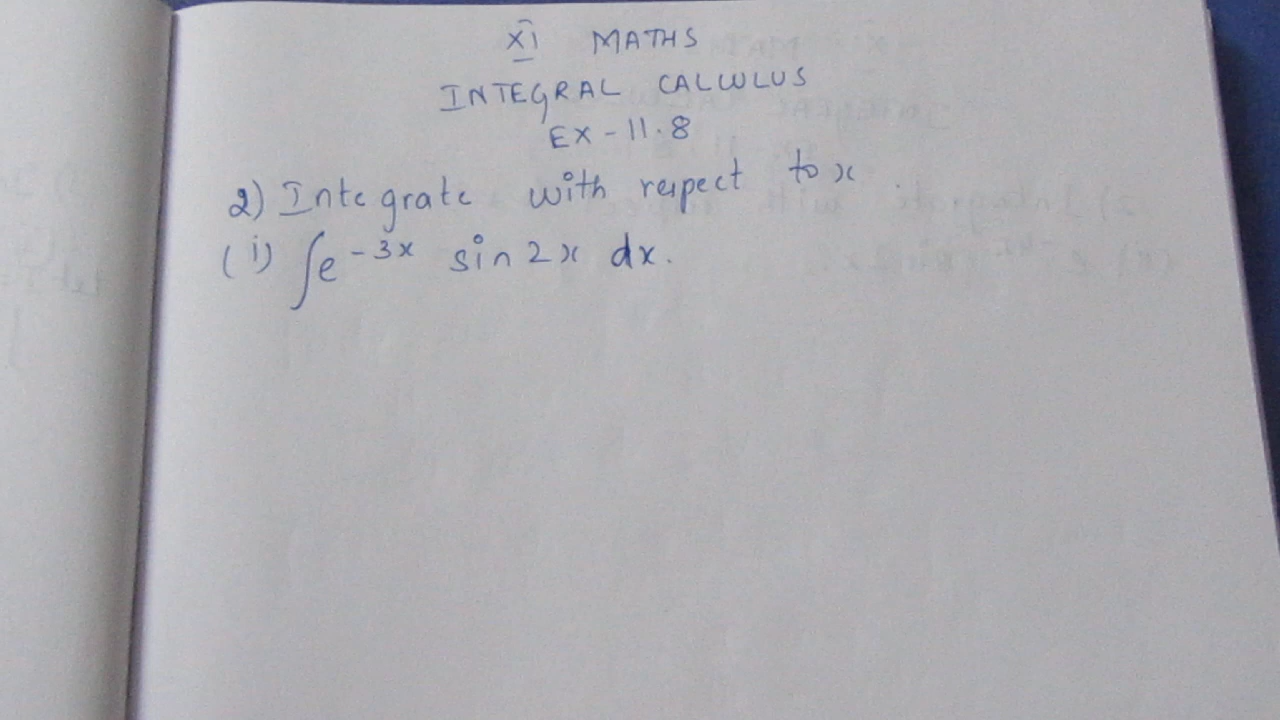 XI MATHS
INTEGRAL CALCULUS
EX - 11.8
2) Integrate with respect to x
(i) ∫e^-3x sin 2x dx.